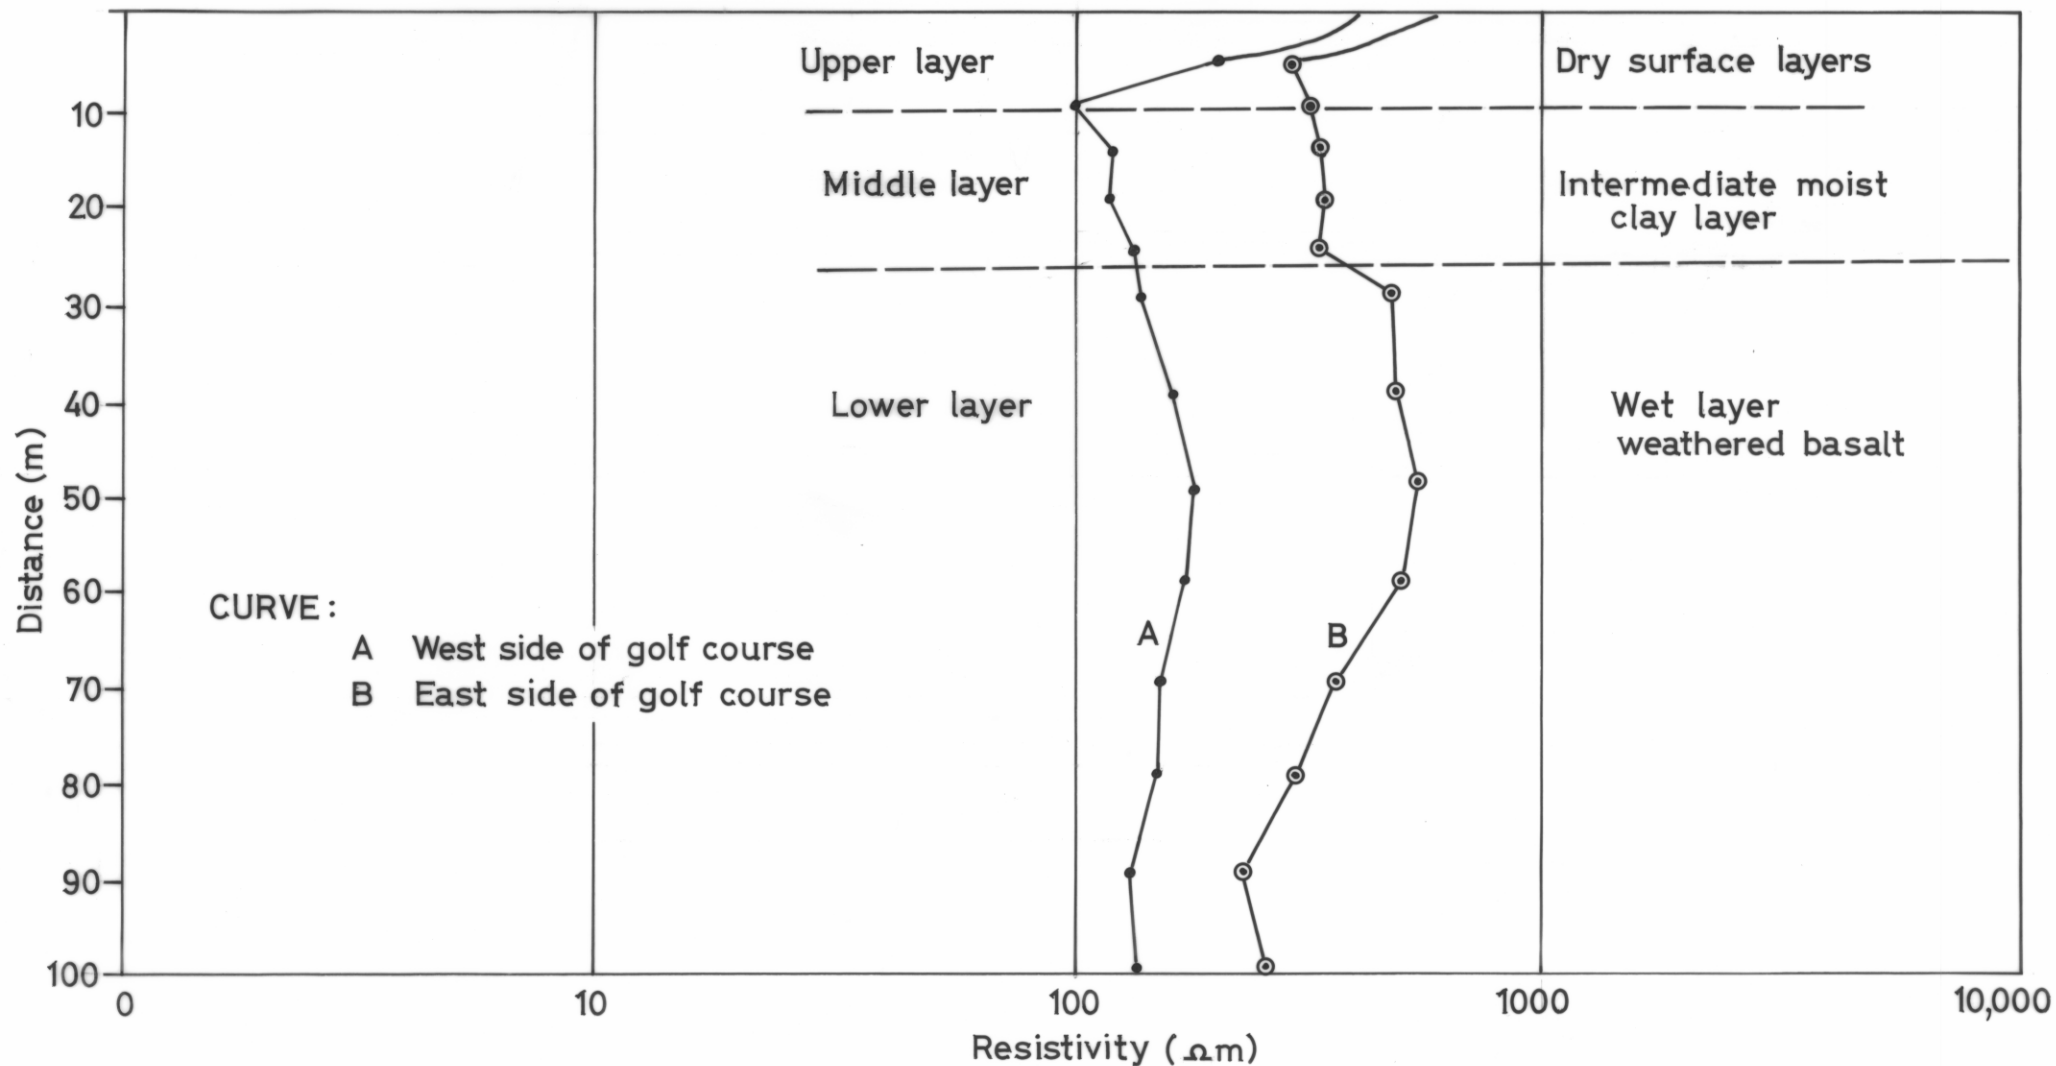 Upper layer
Dry surface layers
10
Middle layer
Intermediate moist
clay layer
20
30
40
Lower layer
Wet layer
weathered basalt
50
Distance (m)
60
CURVE:
A West side of golf course
B East side of golf course
A
B
70
80
90
100
0
10
100
1000
10,000
Resistivity (Ωm)